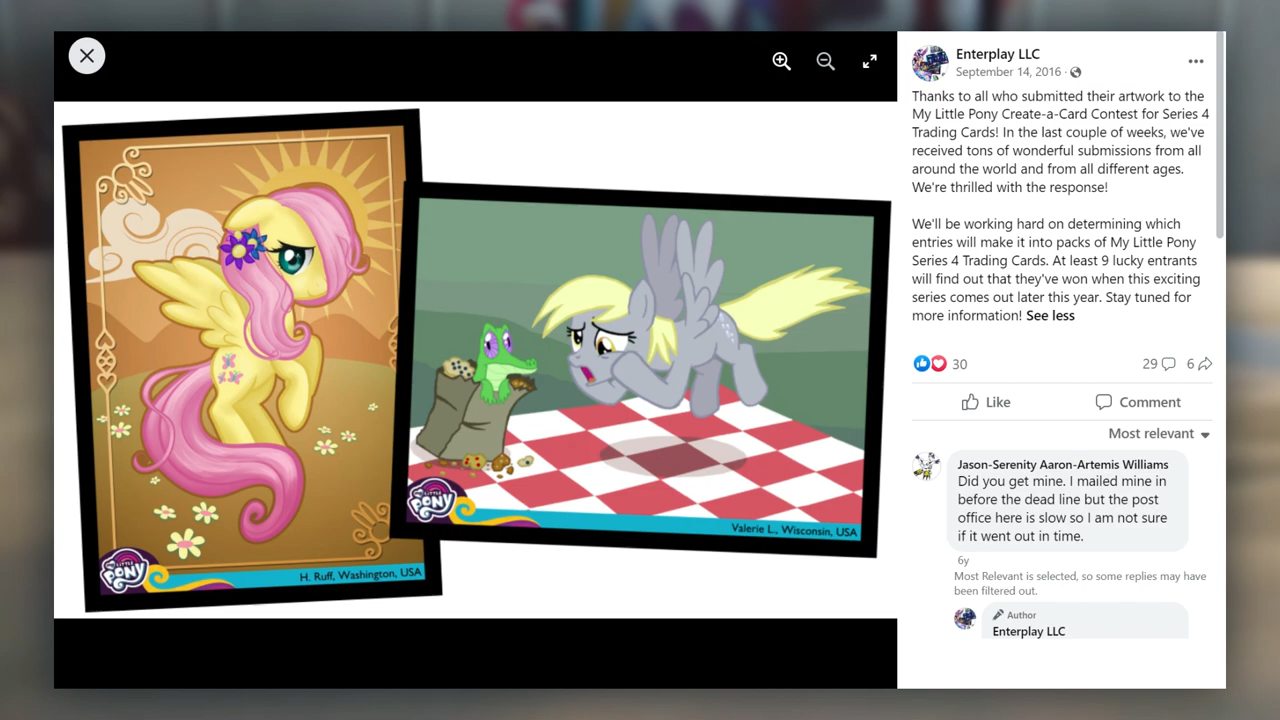 Enterplay LLC
September 14, 2016 ·
Thanks to all who submitted their artwork to the
My Little Pony Create-a-Card Contest for Series 4
Trading Cards! In the last couple of weeks, we've
received tons of wonderful submissions from all
around the world and from all different ages.
We're thrilled with the response!
We'll be working hard on determining which
entries will make it into packs of My Little Pony
Series 4 Trading Cards. At least 9 lucky entrants
will find out that they've won when this exciting
series comes out later this year. Stay tuned for
more information! See less
30
29
6
Like
Comment
Most relevant
Jason-Serenity Aaron-Artemis Williams
Did you get mine. I mailed mine in
before the dead line but the post
office here is slow so I am not sure
if it went out in time.
6y
Most Relevant is selected, so some replies may have
been filtered out.
Author
Enterplay LLC
My Little
PONY
H. Ruff, Washington, USA
My Little
PONY
Valerie L., Wisconsin, USA